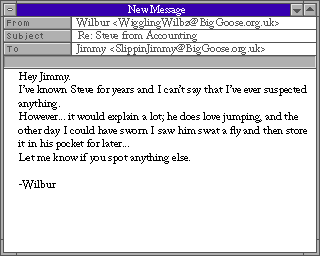 New Message
From Wilbur <WigglingWilbz@BigGoose.org.uk>
Subject Re: Steve from Accounting
To Jimmy <SlippinJimmy@BigGoose.org.uk>
Hey Jimmy.
I've known Steve for years and I can't say that I've ever suspected
anything.
However... it would explain a lot; he does love jumping, and the
other day I could have sworn I saw him swat a fly and then store
it in his pocket for later...
Let me know if you spot anything else.
-Wilbur